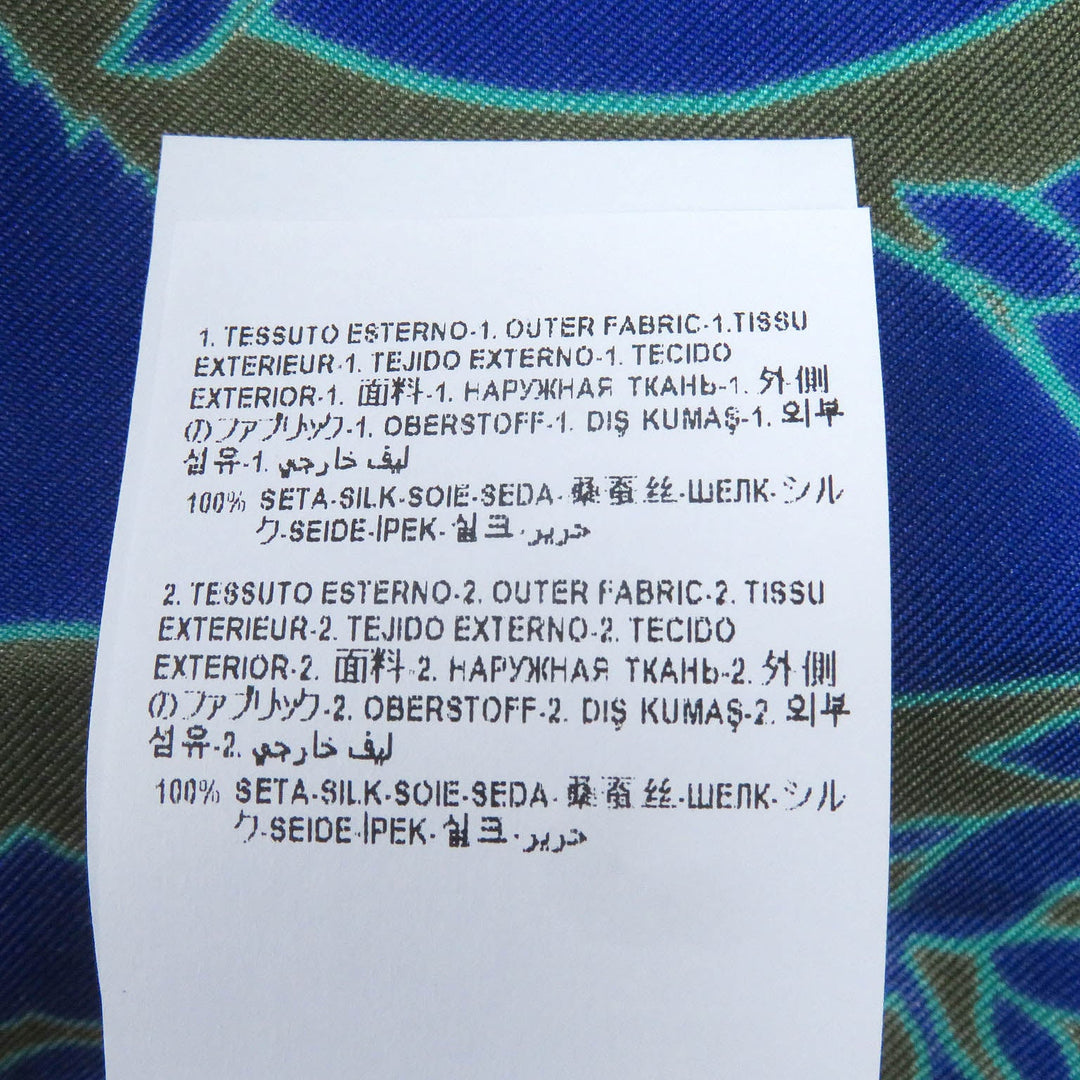 1. TESSUTO ESTERNO-1. OUTER FABRIC-1.TISSU
EXTERIEUR-1. TEJIDO EXTERNO-1. TECIDO
EXTERIOR-1. 面料-1. НАРУЖНАЯ ТКАНЬ-1. 外側
のファブリック-1. OBERSTOFF-1. DIŞ KUMAŞ-1. 외부
섬유-1. ليف خارجي
100% SETA-SILK-SOIE-SEDA-桑蚕丝-ШЕЛК-シル
ク-SEIDE-İPEK-실크-حرير
2. TESSUTO ESTERNO-2. OUTER FABRIC-2. TISSU
EXTERIEUR-2. TEJIDO EXTERNO-2. TECIDO
EXTERIOR-2. 面料-2. НАРУЖНАЯ ТКАНЬ-2. 外側
のファブリック-2. OBERSTOFF-2. DIŞ KUMAŞ-2. 외부
섬유-2. ليف خارجي
100% SETA-SILK-SOIE-SEDA-桑蚕丝-ШЕЛК-シル
ク-SEIDE-İPEK-실크-حرير